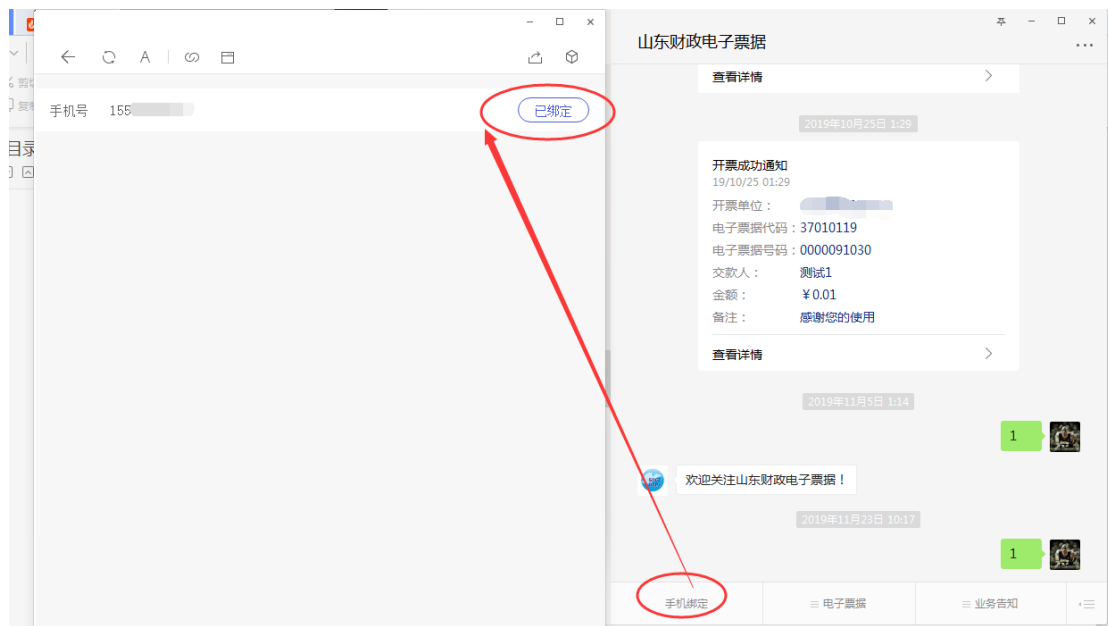 剪切
复制
目录
A
手机号 155
已绑定
山东财政电子票据
查看详情
2019年10月25日 1:29
开票成功通知
19/10/25 01:29
开票单位：
电子票据代码：37010119
电子票据号码：0000091030
交款人： 测试1
金额： ￥0.01
备注： 感谢您的使用
查看详情
2019年11月5日 1:14
1
欢迎关注山东财政电子票据！
2019年11月23日 10:17
1
手机绑定
电子票据
业务告知